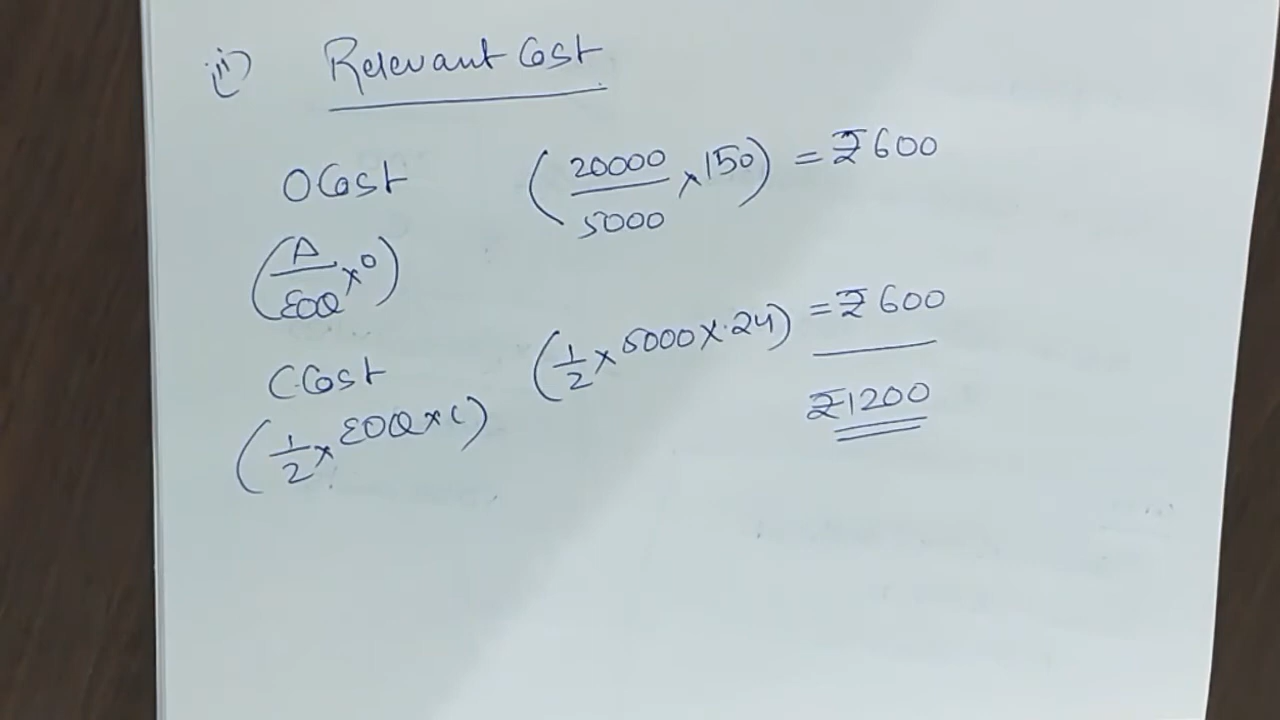 ii) Relevant Cost
O Cost (20000/5000 × 150) = ₹600
(A/EOQ × O)
C.Cost (1/2 × 5000 × .24) = ₹600
(1/2 × EOQ × C)
₹1200